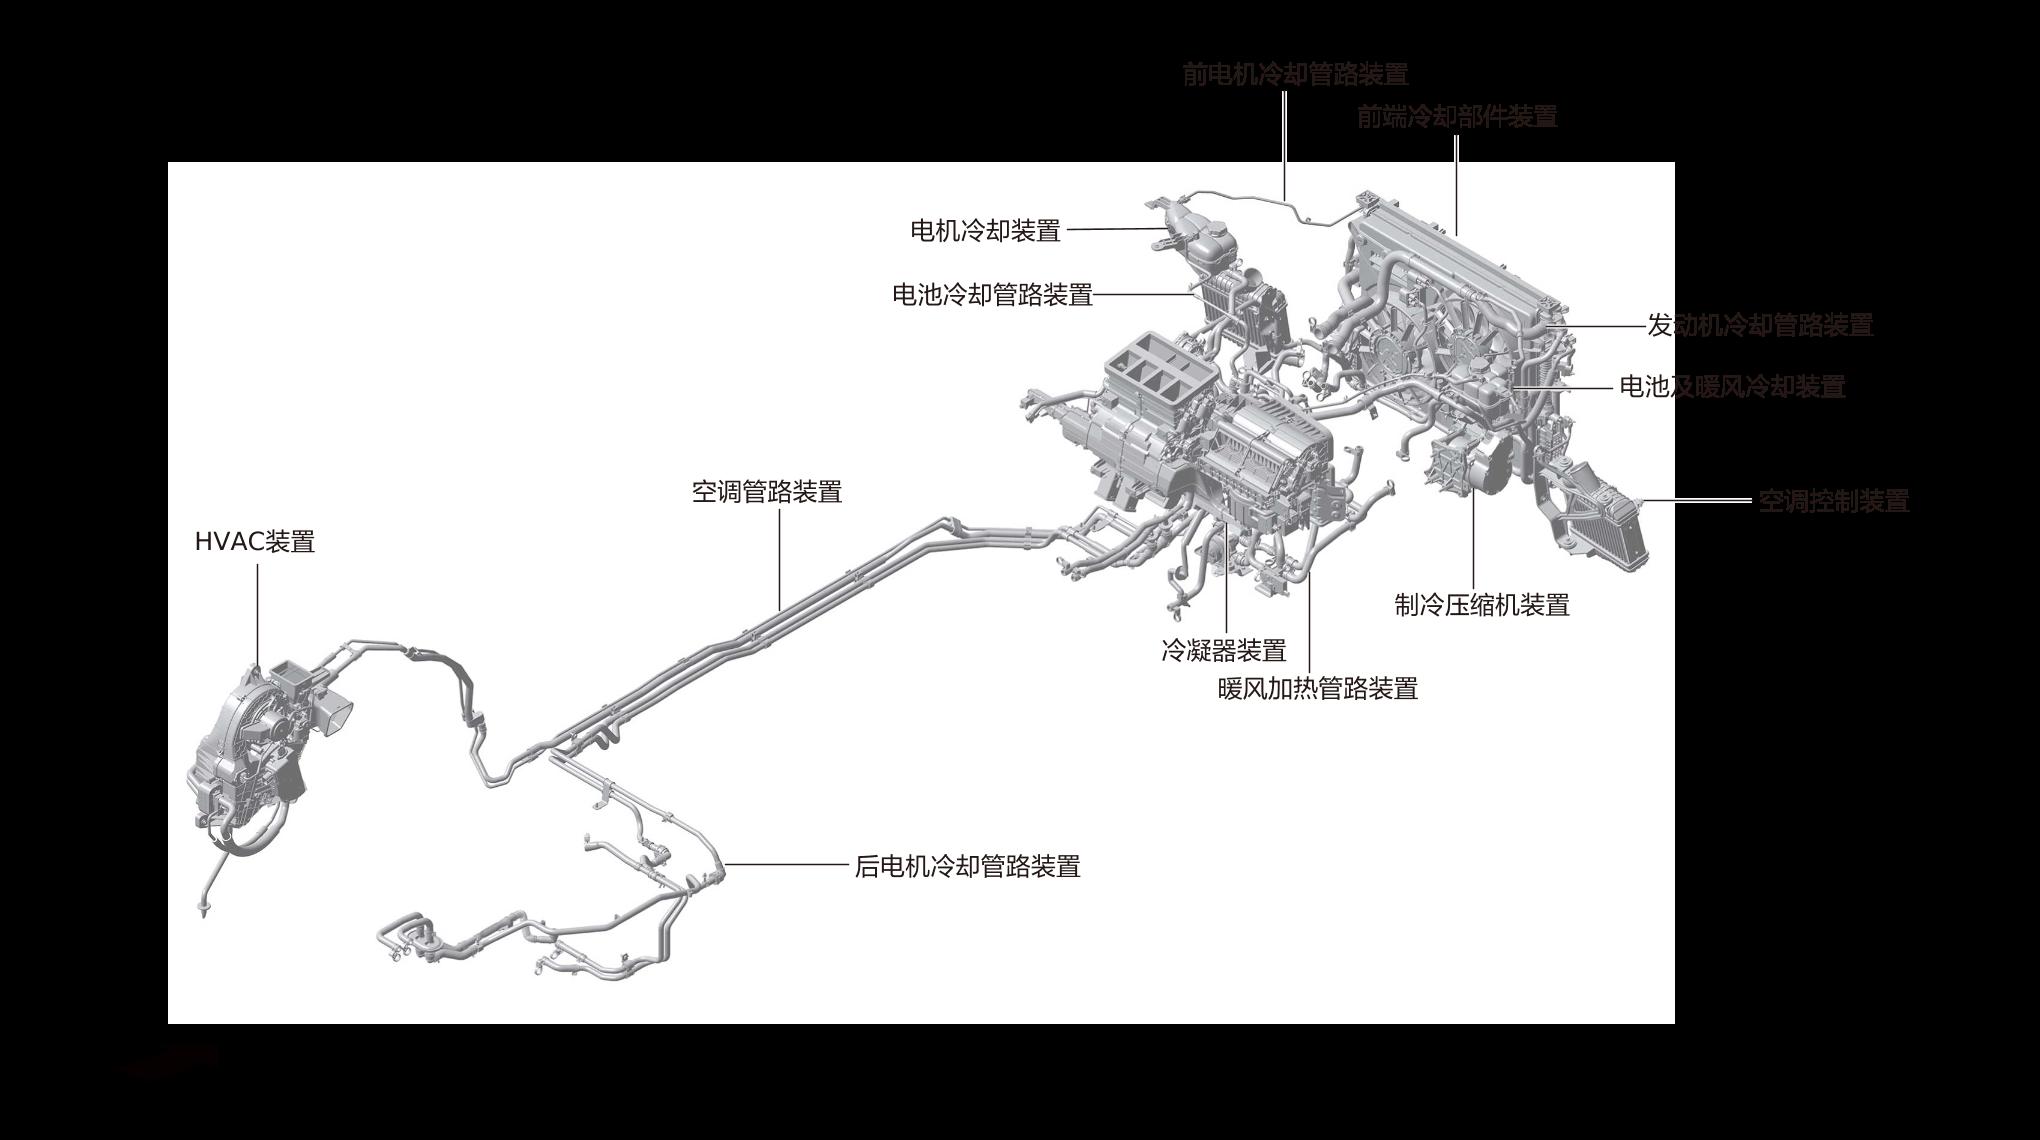 前电机冷却管路装置
前端冷却部件装置
电机冷却装置
电池冷却管路装置
发动机冷却管路装置
电池及暖风冷却装置
空调管路装置
空调控制装置
HVAC装置
制冷压缩机装置
冷凝器装置
暖风加热管路装置
后电机冷却管路装置